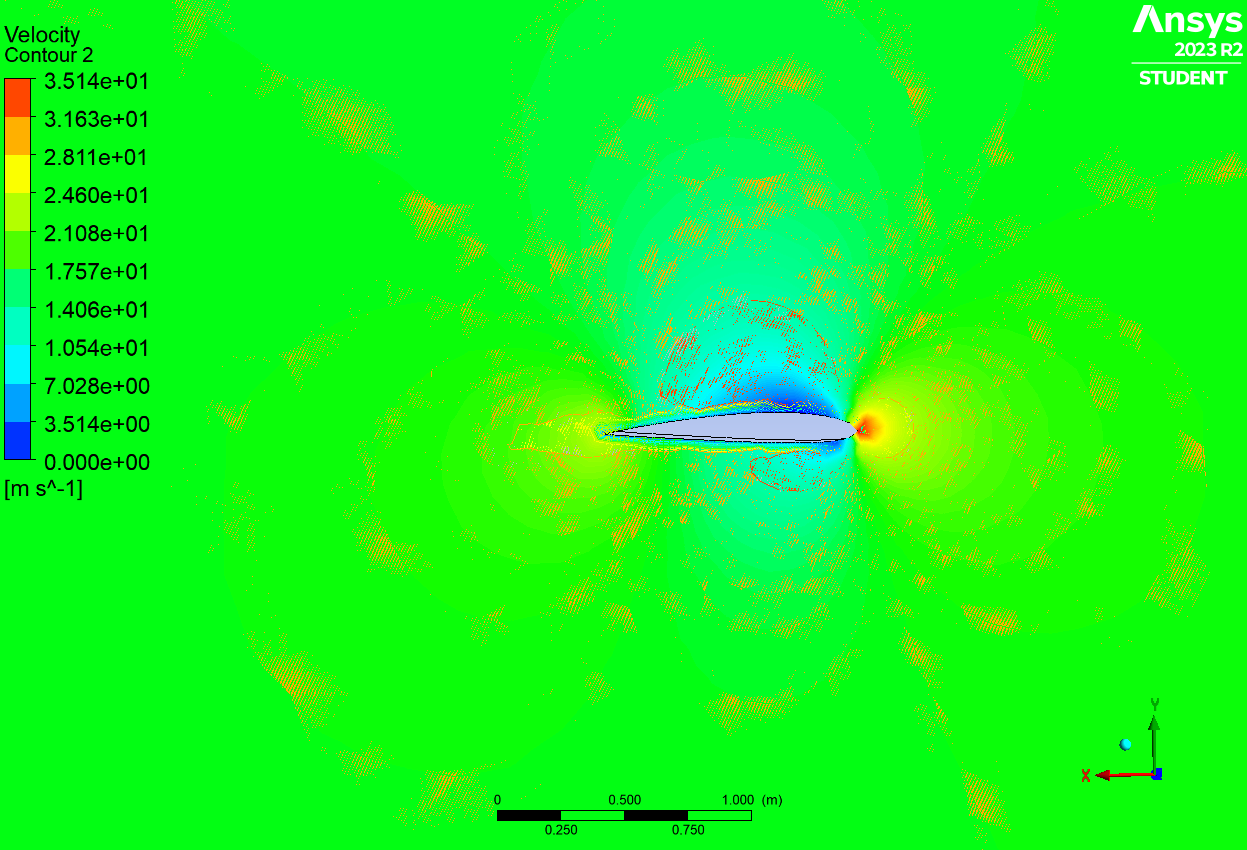 Velocity
Contour 2
3.514e+01
3.163e+01
2.811e+01
2.460e+01
2.108e+01
1.757e+01
1.406e+01
1.054e+01
7.028e+00
3.514e+00
0.000e+00
[m s^-1]
Ansys
2023 R2
STUDENT
Y
X
0 0.500 1.000 (m)
0.250 0.750